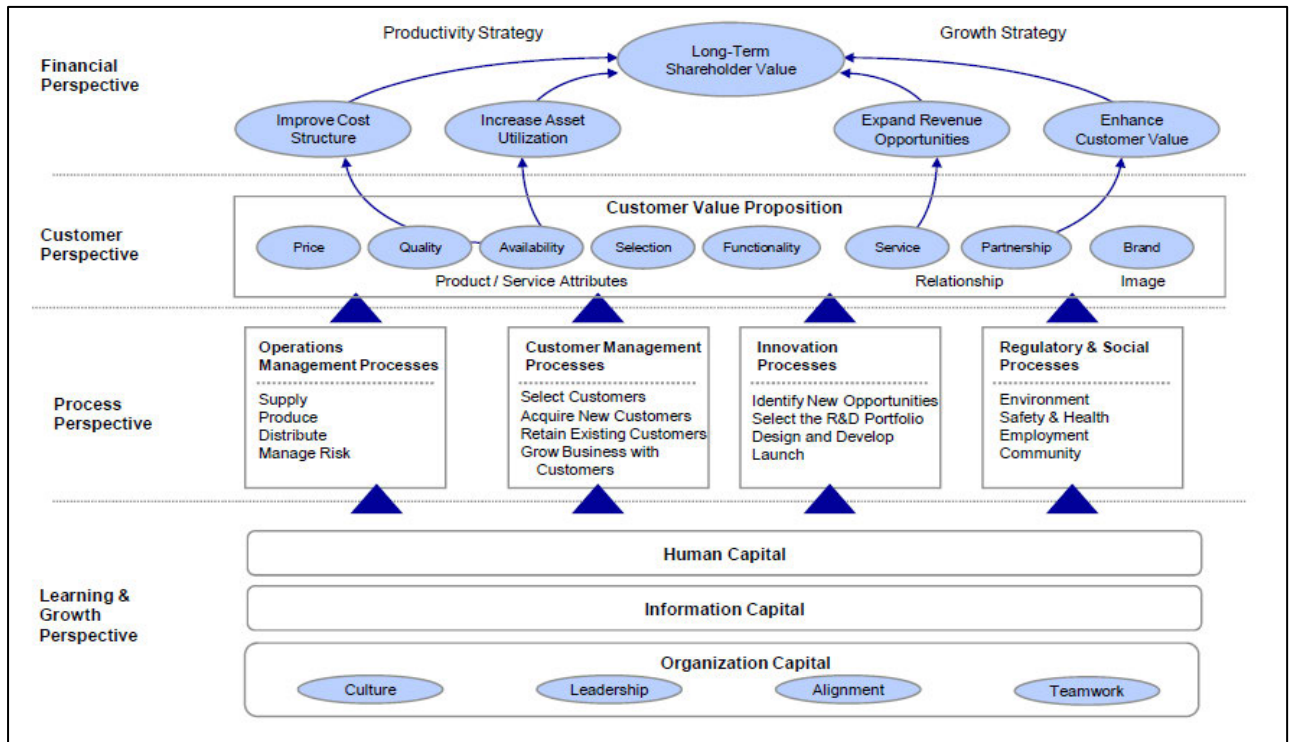 Productivity Strategy
Growth Strategy
Long-Term
Shareholder Value
Financial
Perspective
Improve Cost
Structure
Increase Asset
Utilization
Expand Revenue
Opportunities
Enhance
Customer Value
Customer Value Proposition
Customer
Perspective
Price
Quality
Availability
Selection
Functionality
Service
Partnership
Brand
Product / Service Attributes
Relationship
Image
Process
Perspective
Operations
Management Processes
Supply
Produce
Distribute
Manage Risk
Customer Management
Processes
Select Customers
Acquire New Customers
Retain Existing Customers
Grow Business with
Customers
Innovation
Processes
Identify New Opportunities
Select the R&D Portfolio
Design and Develop
Launch
Regulatory & Social
Processes
Environment
Safety & Health
Employment
Community
Learning &
Growth
Perspective
Human Capital
Information Capital
Organization Capital
Culture
Leadership
Alignment
Teamwork